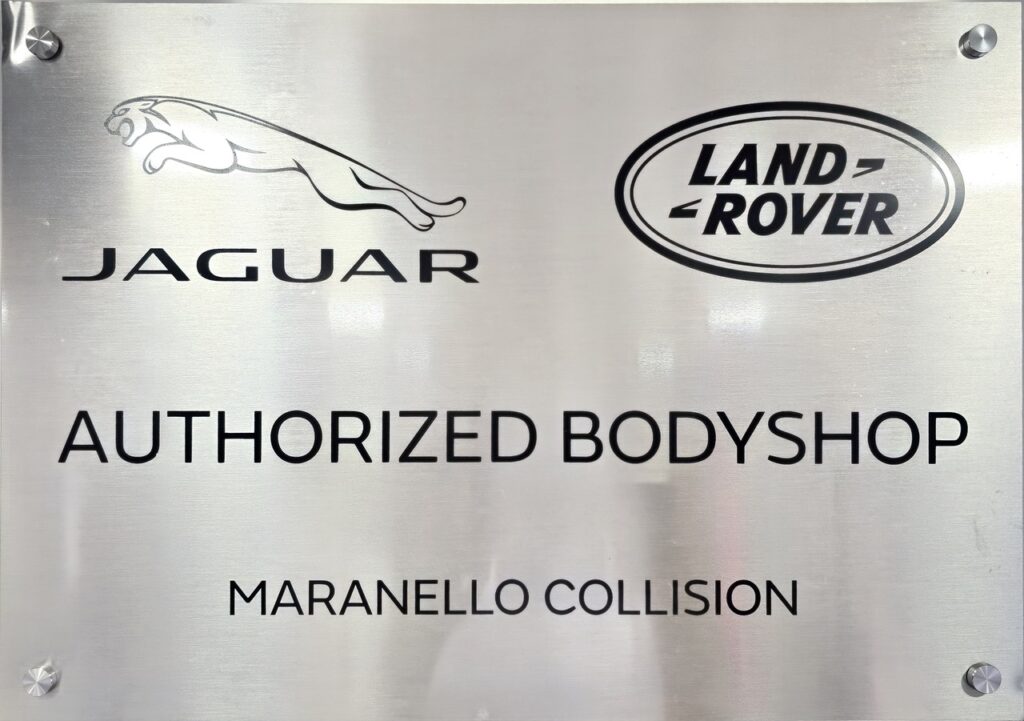 JAGUAR
LAND
ROVER
AUTHORIZED BODYSHOP
MARANELLO COLLISION